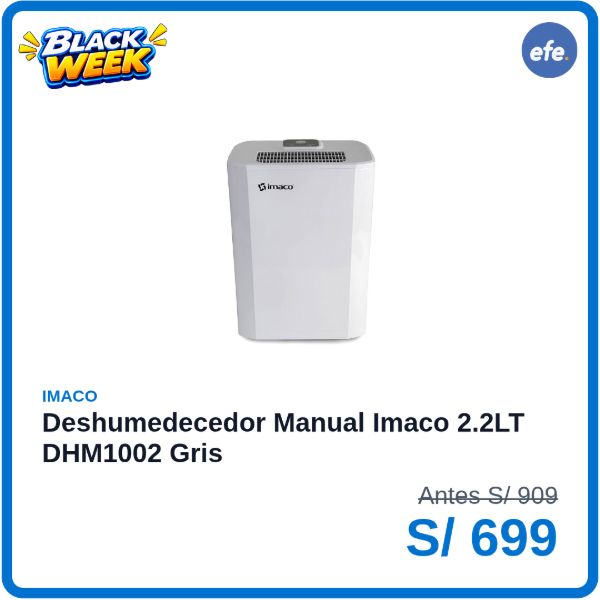 BLACK
WEEK
efe.
imaco
IMACO
Deshumedecedor Manual Imaco 2.2LT
DHM1002 Gris
Antes S/ 909
S/ 699